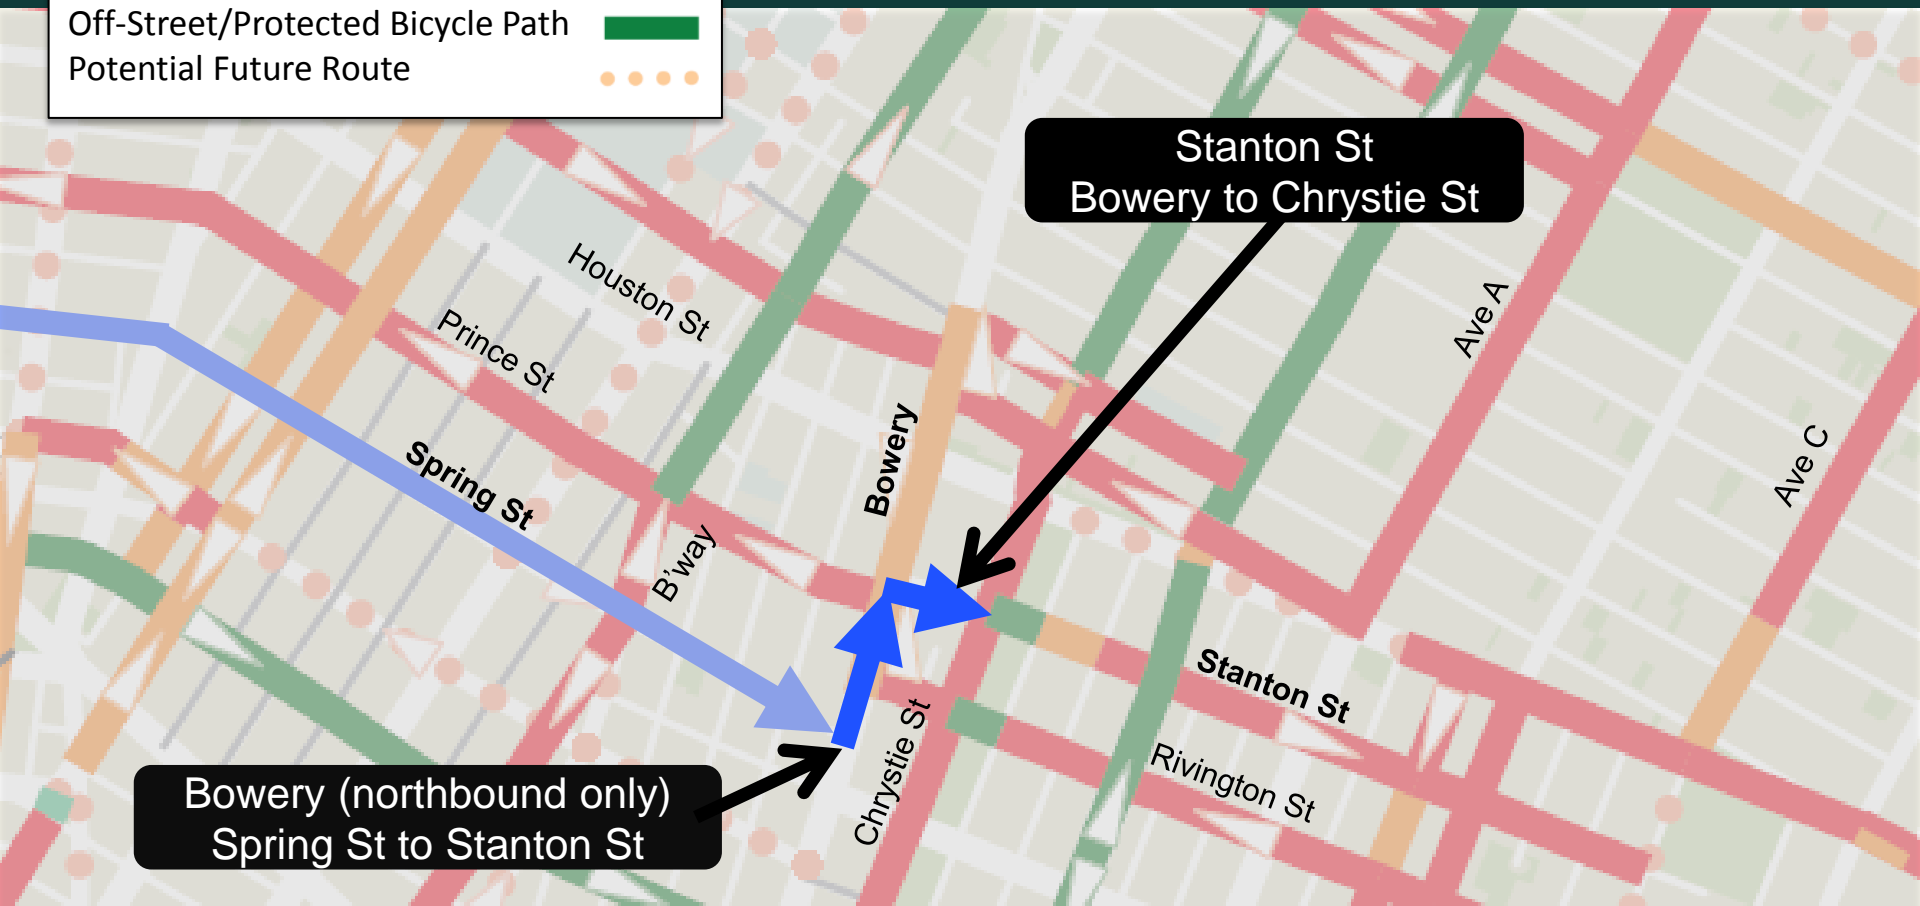 Off-Street/Protected Bicycle Path
Potential Future Route
Stanton St
Bowery to Chrystie St
Houston St
Prince St
Ave A
Bowery
Spring St
Ave C
B'way
Stanton St
Chrystie St
Rivington St
Bowery (northbound only)
Spring St to Stanton St